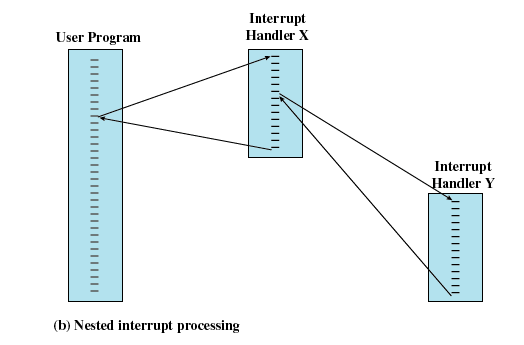 User Program
Interrupt
Handler X
Interrupt
Handler Y
(b) Nested interrupt processing